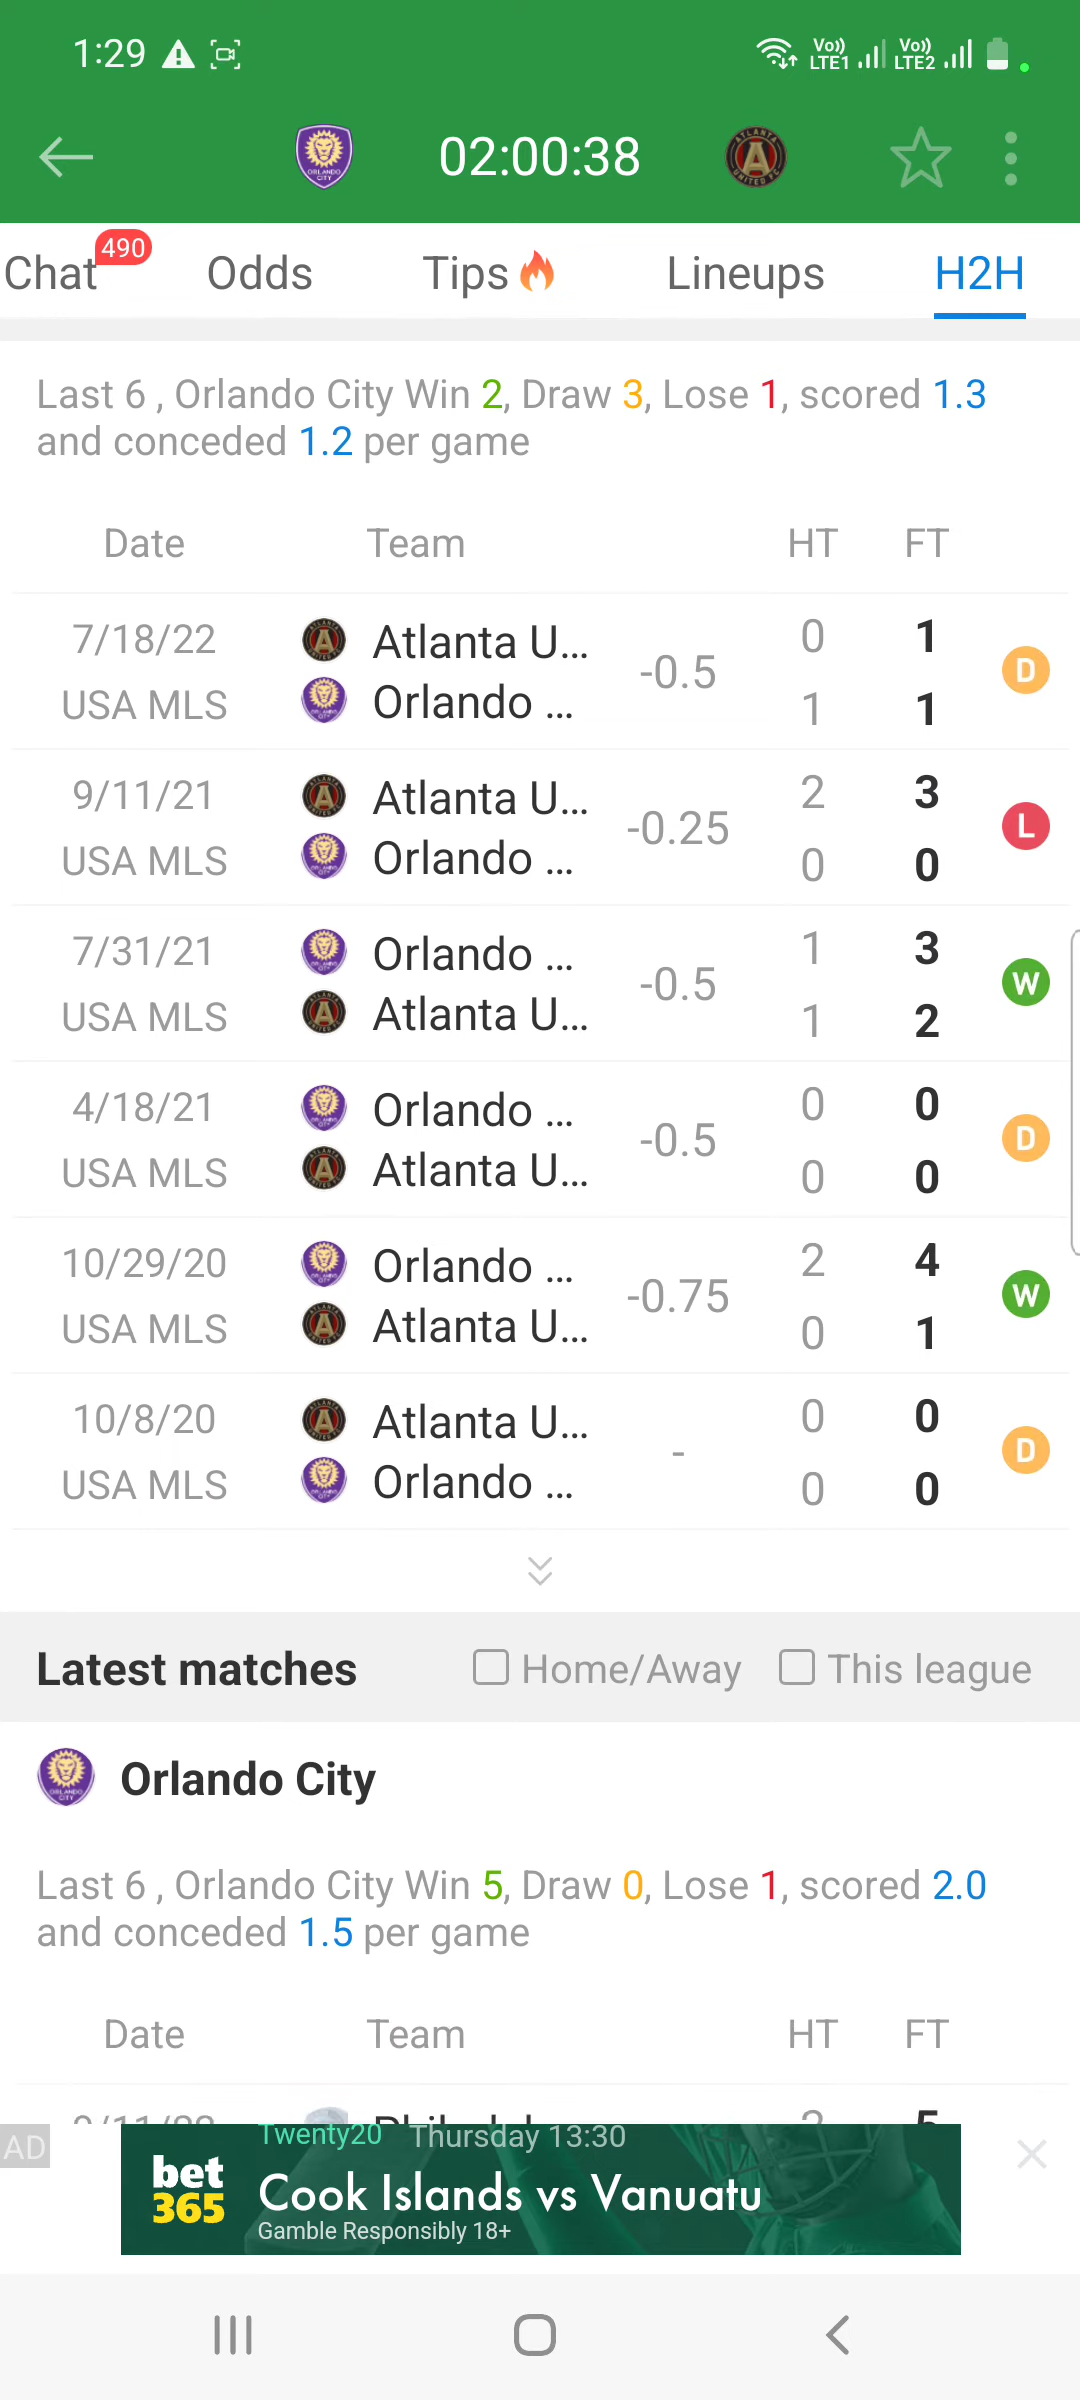 1:29
Vo)) LTE1 Vo)) LTE2
02:00:38
Chat 490 Odds Tips Lineups H2H
Last 6 , Orlando City Win 2, Draw 3, Lose 1, scored 1.3
and conceded 1.2 per game
Date Team HT FT
7/18/22 Atlanta U... 0 1
-0.5 D
USA MLS Orlando ... 1 1
9/11/21 Atlanta U... 2 3
-0.25 L
USA MLS Orlando ... 0 0
7/31/21 Orlando ... 1 3
-0.5 W
USA MLS Atlanta U... 1 2
4/18/21 Orlando ... 0 0
-0.5 D
USA MLS Atlanta U... 0 0
10/29/20 Orlando ... 2 4
-0.75 W
USA MLS Atlanta U... 0 1
10/8/20 Atlanta U... 0 0
- D
USA MLS Orlando ... 0 0
Latest matches Home/Away This league
Orlando City
Last 6 , Orlando City Win 5, Draw 0, Lose 1, scored 2.0
and conceded 1.5 per game
Date Team HT FT
AD
Twenty20 Thursday 13:30
bet
365
Cook Islands vs Vanuatu
Gamble Responsibly 18+